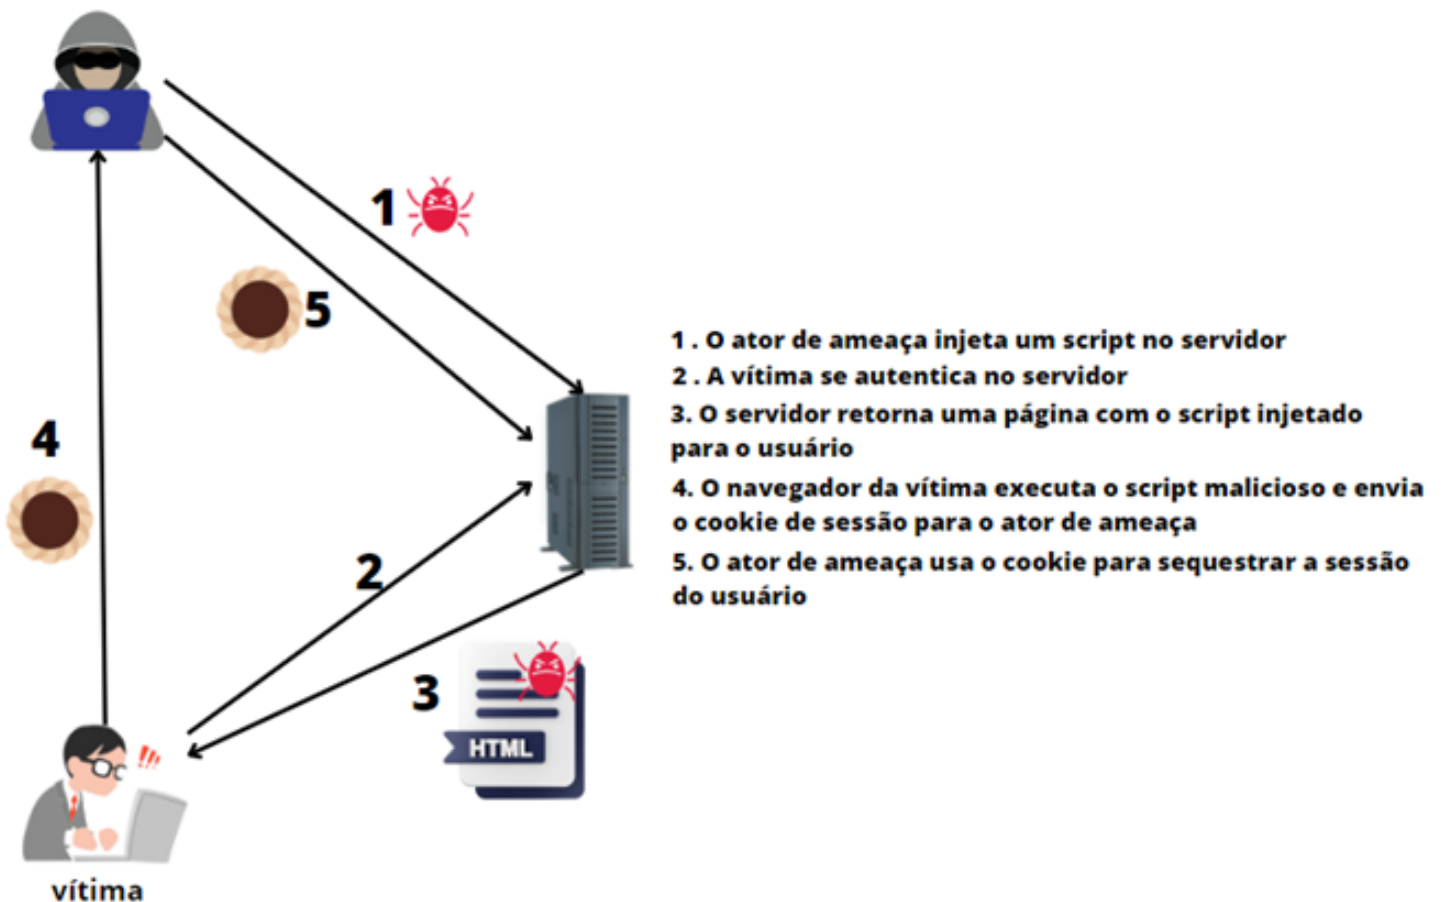 1
5
1 . O ator de ameaça injeta um script no servidor
2 . A vítima se autentica no servidor
3. O servidor retorna uma página com o script injetado
para o usuário
4. O navegador da vítima executa o script malicioso e envia
o cookie de sessão para o ator de ameaça
5. O ator de ameaça usa o cookie para sequestrar a sessão
do usuário
4
2
3
HTML
!!!
vítima